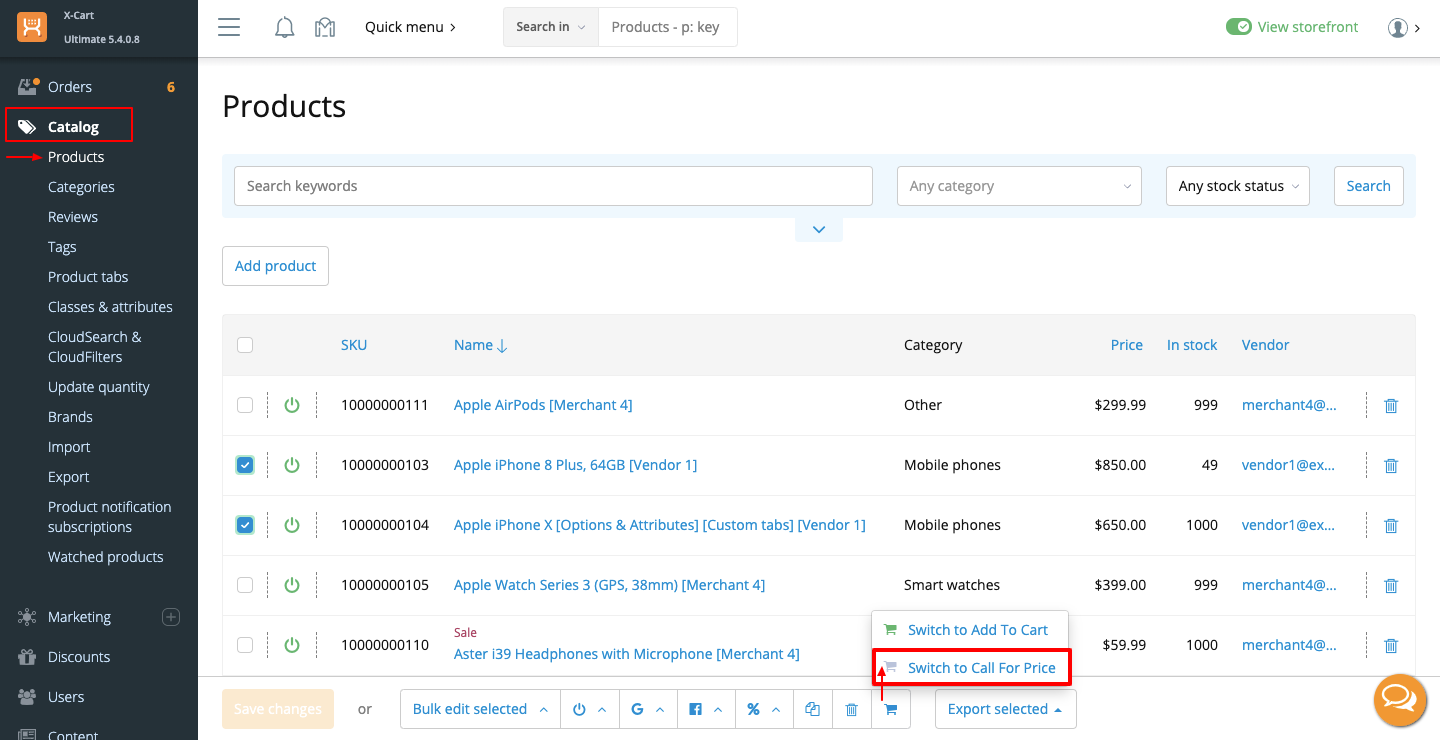 X-Cart
Ultimate 5.4.0.8
Quick menu
Search in
Products - p: key
View storefront
Orders 6
Catalog
Products
Categories
Reviews
Tags
Product tabs
Classes & attributes
CloudSearch &
CloudFilters
Update quantity
Brands
Import
Export
Product notification
subscriptions
Watched products
Marketing
Discounts
Users
Content
Products
Search keywords
Any category
Any stock status
Search
Add product
SKU Name Category Price In stock Vendor
10000000111 Apple AirPods [Merchant 4] Other $299.99 999 merchant4@...
10000000103 Apple iPhone 8 Plus, 64GB [Vendor 1] Mobile phones $850.00 49 vendor1@ex...
10000000104 Apple iPhone X [Options & Attributes] [Custom tabs] [Vendor 1] Mobile phones $650.00 1000 vendor1@ex...
10000000105 Apple Watch Series 3 (GPS, 38mm) [Merchant 4] Smart watches $399.00 999 merchant4@...
Sale
10000000110 Aster i39 Headphones with Microphone [Merchant 4] $59.99 1000 merchant4@...
Switch to Add To Cart
Switch to Call For Price
Save changes or Bulk edit selected G % Export selected